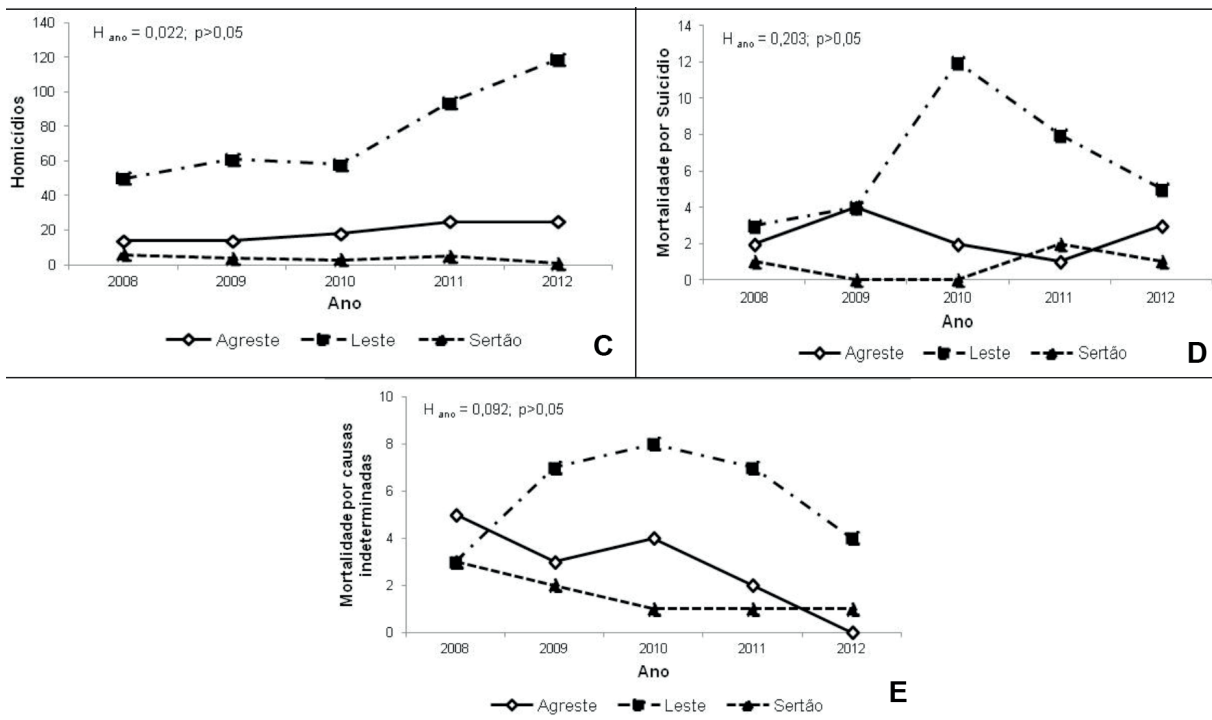 H ano = 0,022; p>0,05
Homicídios
140
120
100
80
60
40
20
0
2008 2009 2010 2011 2012
Ano
Agreste Leste Sertão
C
H ano = 0,203; p>0,05
Mortalidade por Suicídio
14
12
10
8
6
4
2
0
2008 2009 2010 2011 2012
Ano
Agreste Leste Sertão
D
H ano = 0,092; p>0,05
Mortalidade por causas
indeterminadas
10
8
6
4
2
0
2008 2009 2010 2011 2012
Ano
Agreste Leste Sertão
E